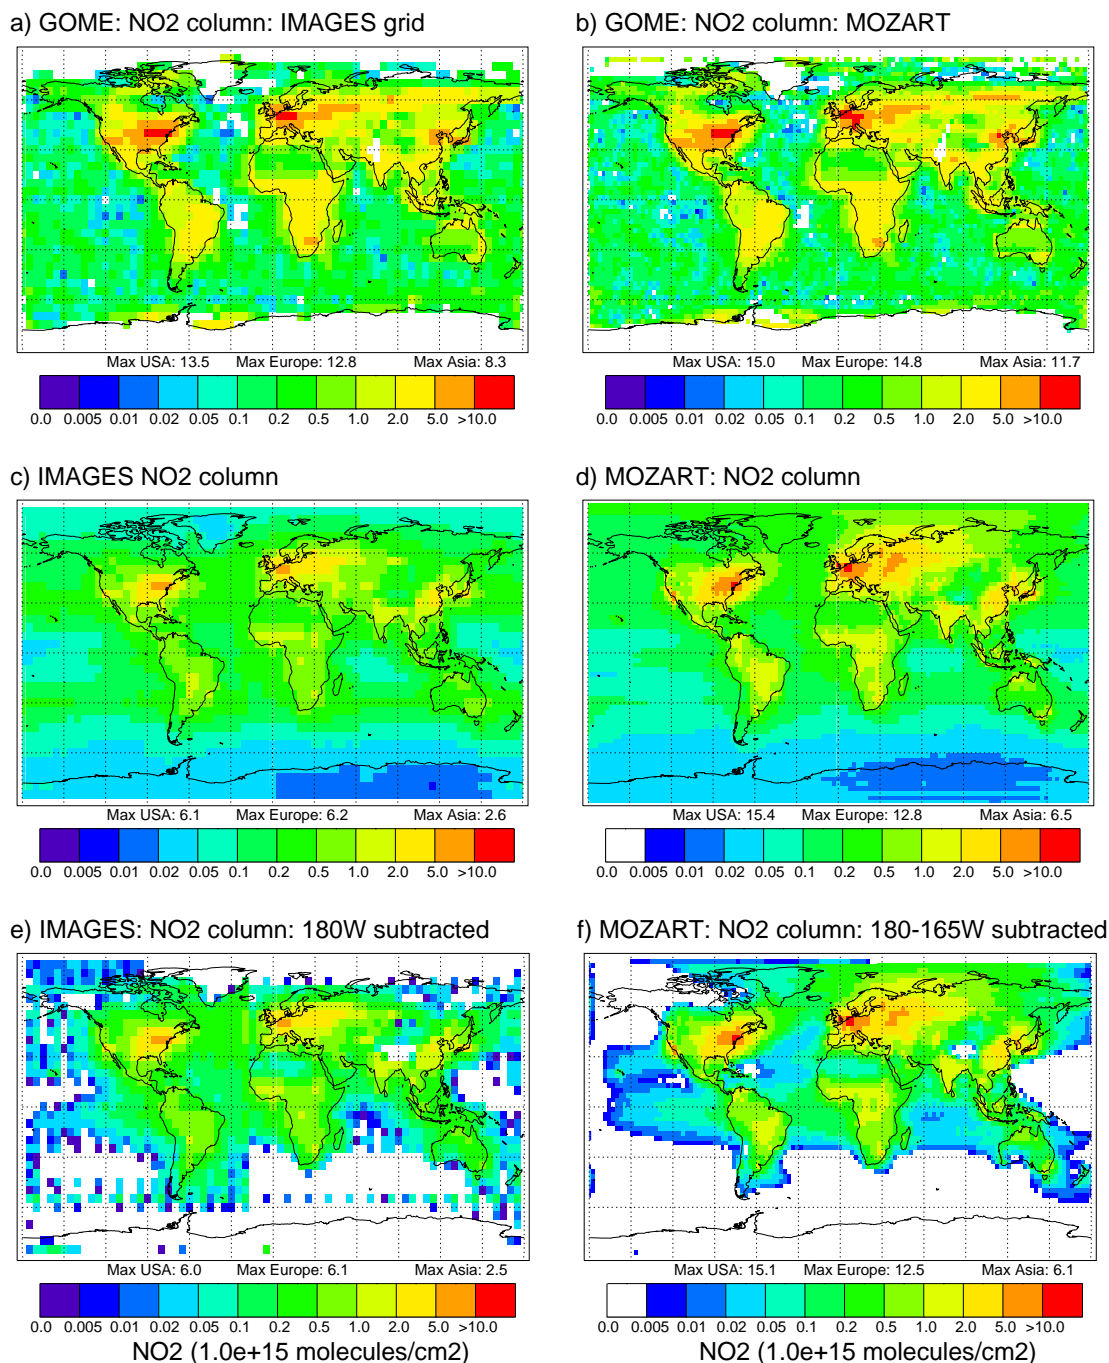 a) GOME: NO2 column: IMAGES grid
Max USA: 13.5 Max Europe: 12.8 Max Asia: 8.3
0.0 0.005 0.01 0.02 0.05 0.1 0.2 0.5 1.0 2.0 5.0 >10.0
b) GOME: NO2 column: MOZART
Max USA: 15.0 Max Europe: 14.8 Max Asia: 11.7
0.0 0.005 0.01 0.02 0.05 0.1 0.2 0.5 1.0 2.0 5.0 >10.0
c) IMAGES NO2 column
Max USA: 6.1 Max Europe: 6.2 Max Asia: 2.6
0.0 0.005 0.01 0.02 0.05 0.1 0.2 0.5 1.0 2.0 5.0 >10.0
d) MOZART: NO2 column
Max USA: 15.4 Max Europe: 12.8 Max Asia: 6.5
0.0 0.005 0.01 0.02 0.05 0.1 0.2 0.5 1.0 2.0 5.0 >10.0
e) IMAGES: NO2 column: 180W subtracted
Max USA: 6.0 Max Europe: 6.1 Max Asia: 2.5
0.0 0.005 0.01 0.02 0.05 0.1 0.2 0.5 1.0 2.0 5.0 >10.0
NO2 (1.0e+15 molecules/cm2)
f) MOZART: NO2 column: 180-165W subtracted
Max USA: 15.1 Max Europe: 12.5 Max Asia: 6.1
0.0 0.005 0.01 0.02 0.05 0.1 0.2 0.5 1.0 2.0 5.0 >10.0
NO2 (1.0e+15 molecules/cm2)